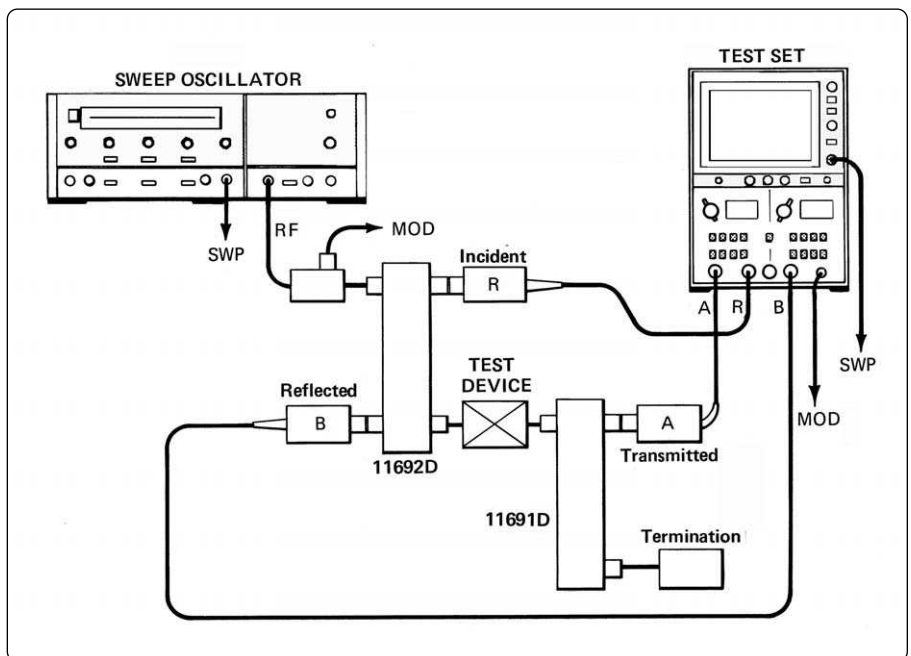 TEST SET
SWEEP OSCILLATOR
RF
MOD
SWP
Incident
R
A
R
B
SWP
MOD
TEST
DEVICE
Reflected
B
A
Transmitted
11692D
11691D
Termination